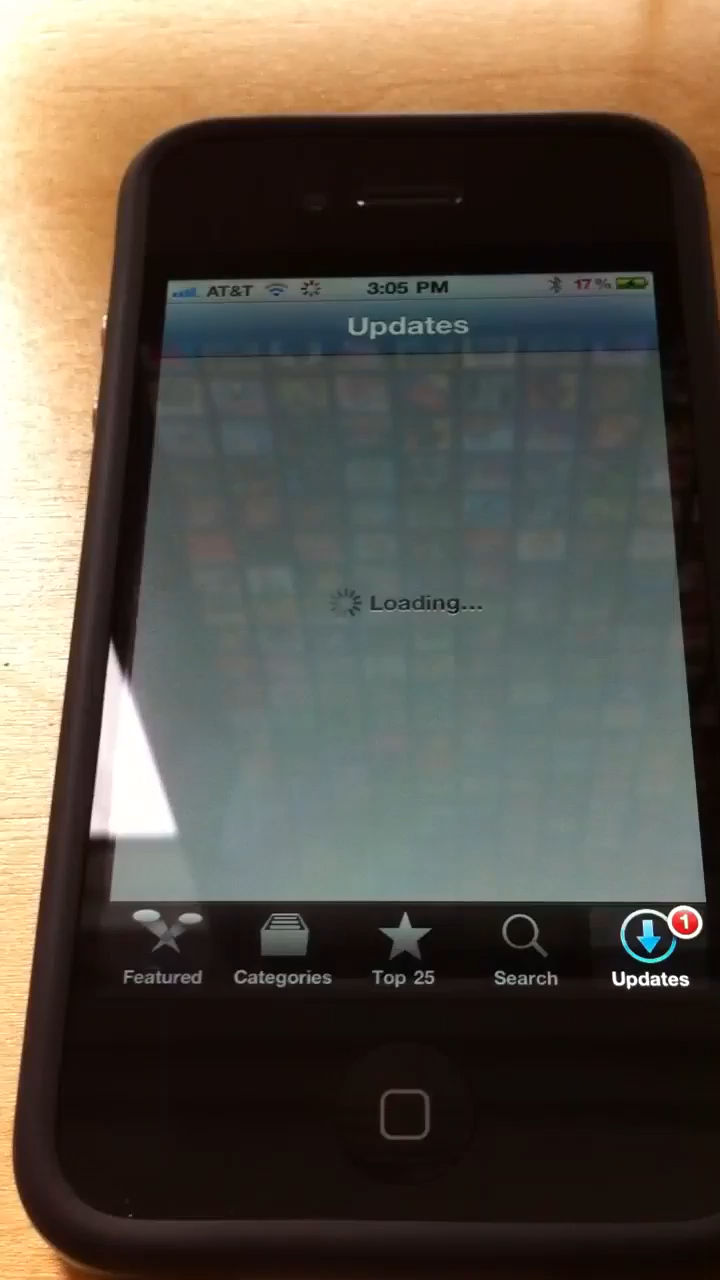 AT&T 3:05 PM 17%
Updates
Loading...
1
Featured Categories Top 25 Search Updates